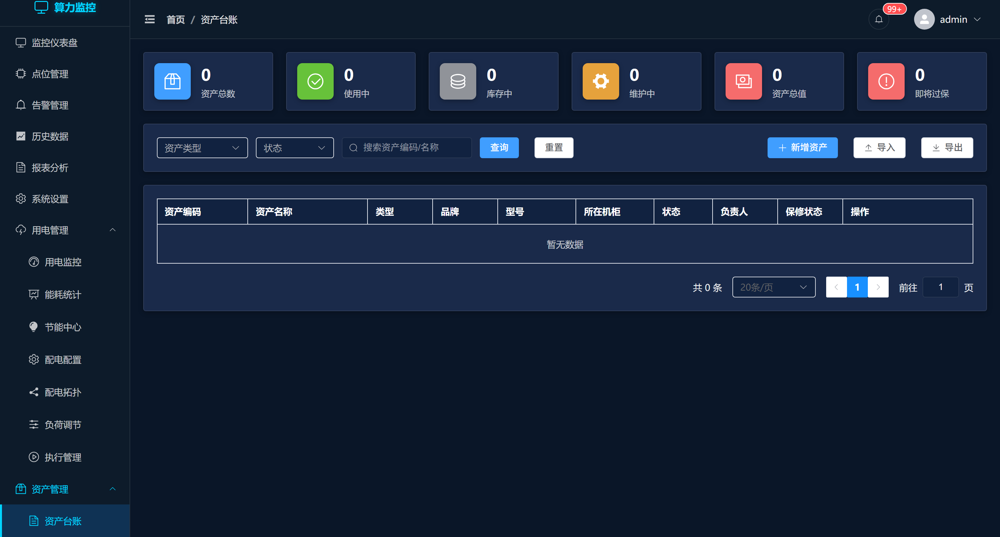 算力监控
监控仪表盘
点位管理
告警管理
历史数据
报表分析
系统设置
用电管理
用电监控
能耗统计
节能中心
配电配置
配电拓扑
负荷调节
执行管理
资产管理
资产台账
首页 / 资产台账
99+
admin
0
资产总数
0
使用中
0
库存中
0
维护中
0
资产总值
0
即将过保
资产类型 状态 搜索资产编码/名称 查询 重置 新增资产 导入 导出
资产编码 资产名称 类型 品牌 型号 所在机柜 状态 负责人 保修状态 操作
暂无数据
共 0 条 20条/页 1 前往 1 页